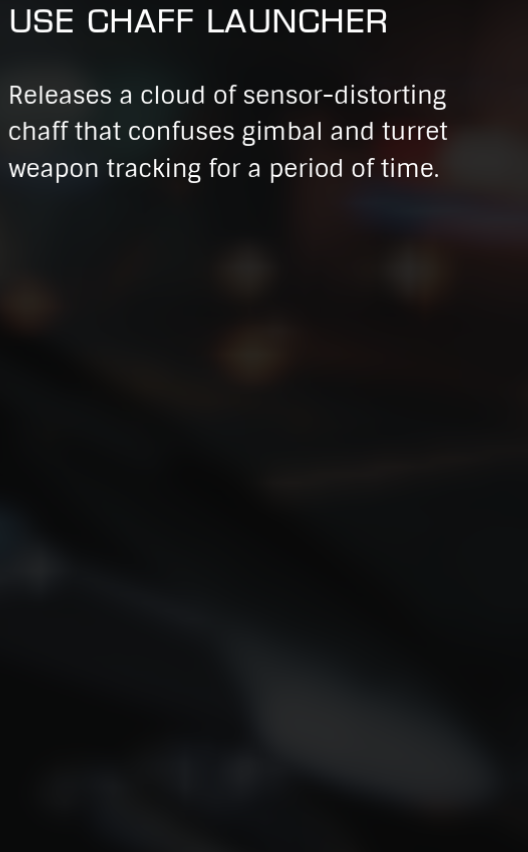 USE CHAFF LAUNCHER
Releases a cloud of sensor-distorting
chaff that confuses gimbal and turret
weapon tracking for a period of time.